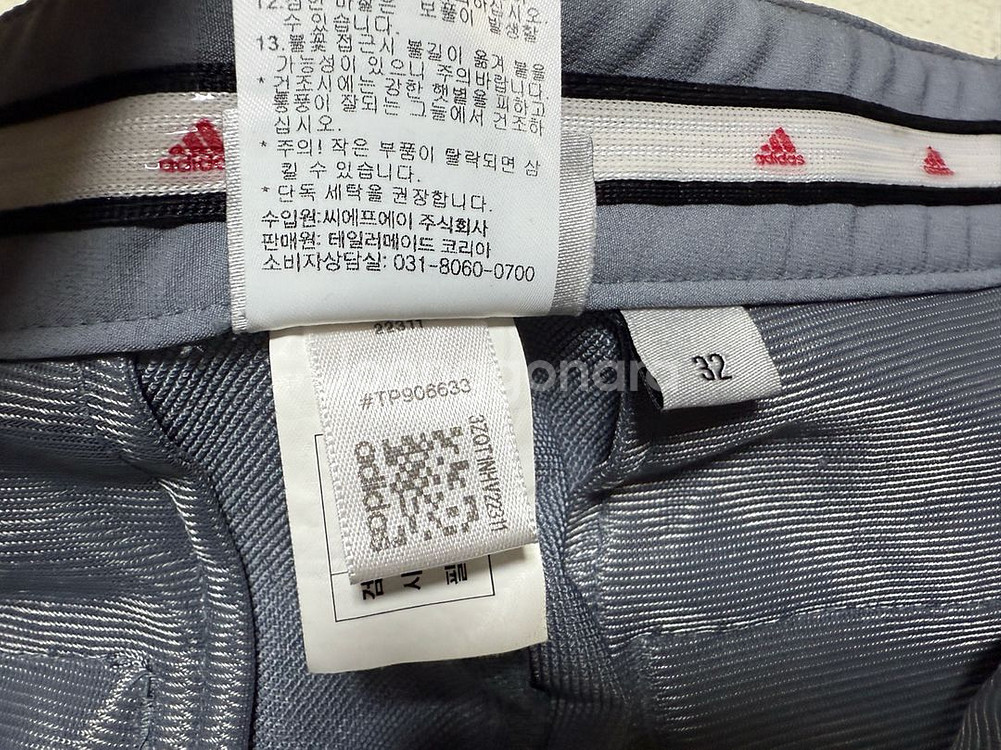 수 있습니다.
13.불꽃 접근시 불길이 옮겨 붙을
가능성이 있으니 주의바랍니다.
* 건조시에는 강한 햇볕을 피하고
통풍이 잘되는 그늘에서 건조하
십시오.
* 주의! 작은 부품이 탈락되면 삼
킬 수 있습니다.
* 단독 세탁을 권장합니다.
수입원:씨에프에이 주식회사
판매원: 테일러메이드 코리아
소비자상담실: 031-8060-0700
adidas
adidas
adidas
22311
#TP906633
adidas
32